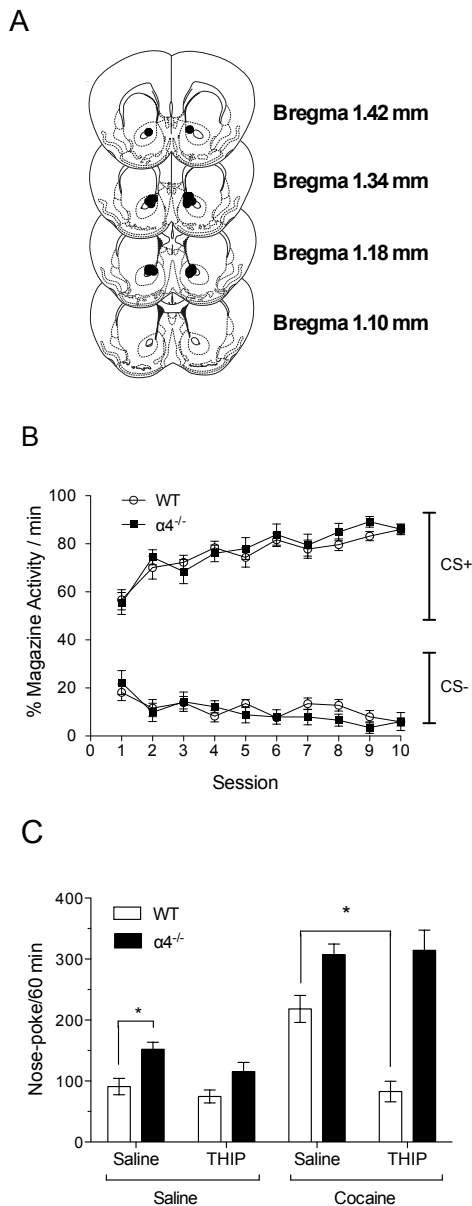 A
Bregma 1.42 mm
Bregma 1.34 mm
Bregma 1.18 mm
Bregma 1.10 mm
B
WT
α4-/-
% Magazine Activity / min
100
80
60
40
20
0
CS+
CS-
0 1 2 3 4 5 6 7 8 9 10
Session
C
WT
α4-/-
Nose-poke/60 min
400
300
200
100
0
*
*
Saline THIP Saline THIP
Saline Cocaine